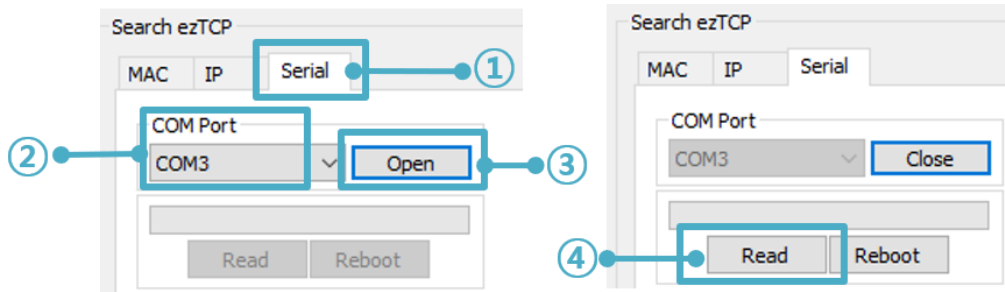 Search ezTCP
MAC IP Serial ①
COM Port
② COM3 Open ③
Read Reboot
Search ezTCP
MAC IP Serial
COM Port
COM3 Close
④ Read Reboot